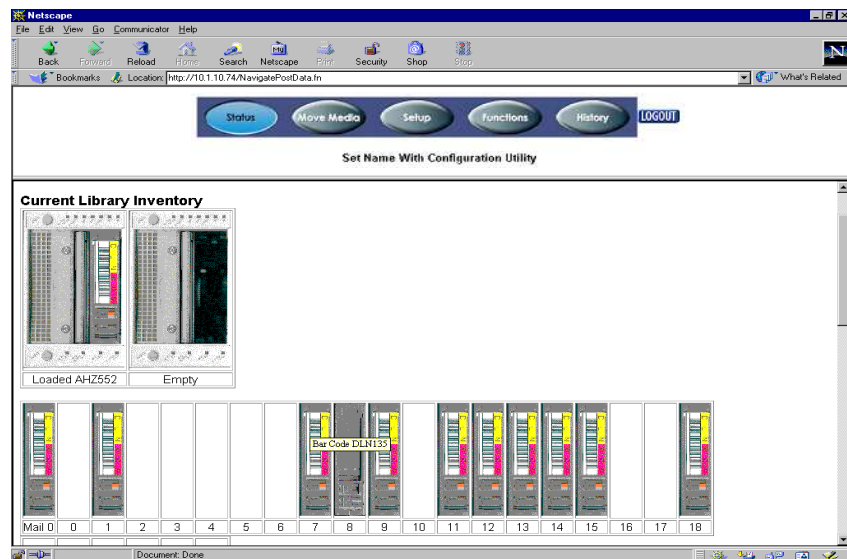 Netscape
File Edit View Go Communicator Help
Back Forward Reload Home Search Netscape Print Security Shop Stop
N
Bookmarks Location: http://10.1.10.74/NavigatePostData.fn What's Related
Status Move Media Setup Functions History LOGOUT
Set Name With Configuration Utility
Current Library Inventory
Loaded AHZ552 Empty
Bar Code DLN135
Mail 0 0 1 2 3 4 5 6 7 8 9 10 11 12 13 14 15 16 17 18
Document: Done